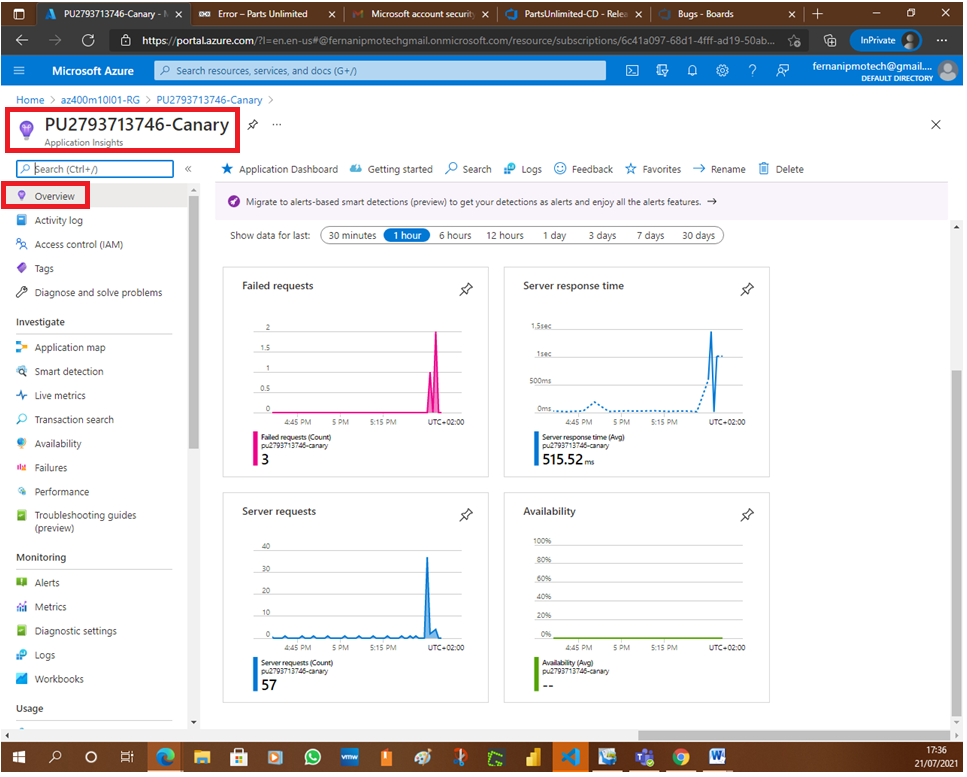 PU2793713746-Canary - M
Error – Parts Unlimited
Microsoft account security
PartsUnlimited-CD - Relea
Bugs - Boards
https://portal.azure.com/?l=en.en-us#@fernanipmotechgmail.onmicrosoft.com/resource/subscriptions/6c41a097-68d1-4fff-ad19-50ab...
InPrivate
Microsoft Azure
Search resources, services, and docs (G+/)
fernanipmotech@gmail....
DEFAULT DIRECTORY
Home > az400m10l01-RG > PU2793713746-Canary >
PU2793713746-Canary
Application Insights
Search (Ctrl+/)
«
Application Dashboard
Getting started
Search
Logs
Feedback
Favorites
Rename
Delete
Overview
Activity log
Access control (IAM)
Tags
Diagnose and solve problems
Investigate
Application map
Smart detection
Live metrics
Transaction search
Availability
Failures
Performance
Troubleshooting guides
(preview)
Monitoring
Alerts
Metrics
Diagnostic settings
Logs
Workbooks
Usage
Migrate to alerts-based smart detections (preview) to get your detections as alerts and enjoy all the alerts features. →
Show data for last:
30 minutes
1 hour
6 hours
12 hours
1 day
3 days
7 days
30 days
Failed requests
2
1.5
1
0.5
0
4:45 PM
5 PM
5:15 PM
UTC+02:00
Failed requests (Count)
pu2793713746-canary
3
Server response time
1.5sec
1sec
500ms
0ms
4:45 PM
5 PM
5:15 PM
UTC+02:00
Server response time (Avg)
pu2793713746-canary
515.52 ms
Server requests
40
30
20
10
0
4:45 PM
5 PM
5:15 PM
UTC+02:00
Server requests (Count)
pu2793713746-canary
57
Availability
100%
80%
60%
40%
20%
0%
4:45 PM
5 PM
5:15 PM
UTC+02:00
Availability (Avg)
pu2793713746-canary
--
vmw
17:36
21/07/2021